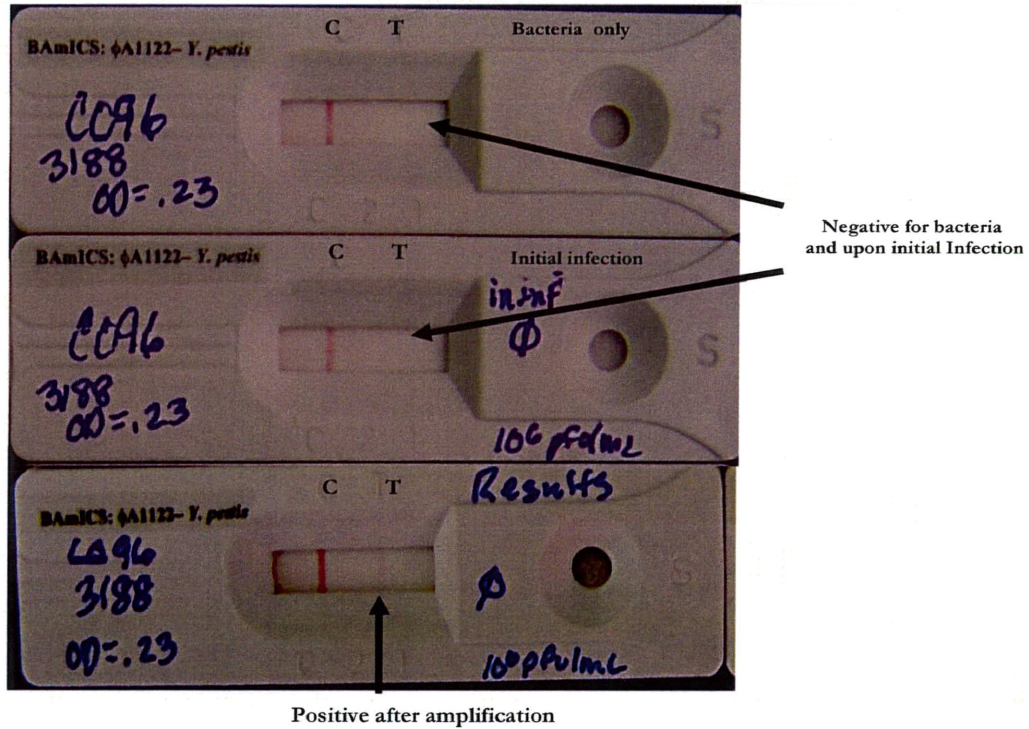 C T Bacteria only
BAmICS: ϕA1122– Y. pestis
CO96
3188
OD= .23
S
Negative for bacteria
and upon initial Infection
C T Initial infection
BAmICS: ϕA1122– Y. pestis
in inf
CO96
ϕ
S
3188
OD= .23
10⁶ pfu/mL
C T Results
BAmICS: ϕA1122– Y. pestis
CO96
3188
ϕ
S
OD= .23
10⁶ pfu/mL
Positive after amplification